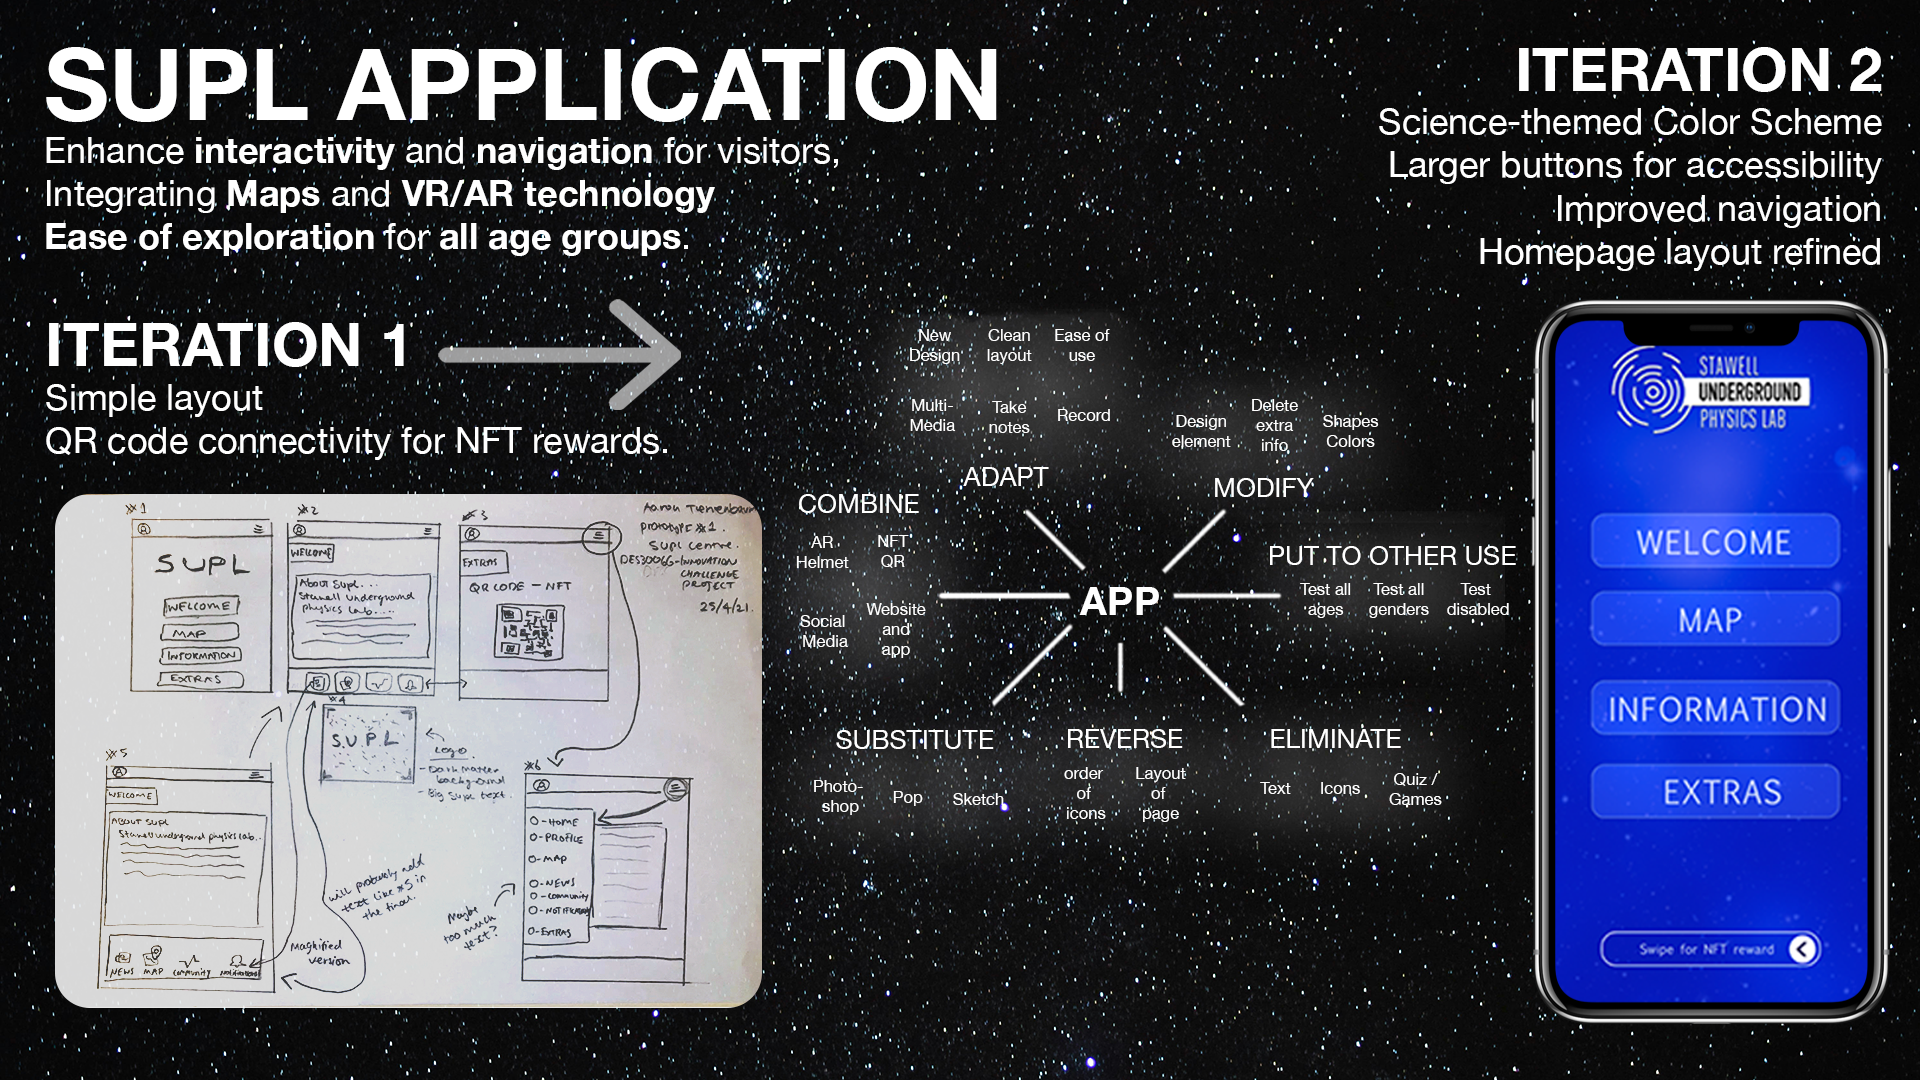 SUPL APPLICATION
Enhance interactivity and navigation for visitors,
Integrating Maps and VR/AR technology
Ease of exploration for all age groups.
ITERATION 1
Simple layout
QR code connectivity for NFT rewards.
#1
SUPL
WELCOME
MAP
INFORMATION
EXTRAS
#2
WELCOME
About Supl...
Stawell Underground
physics Lab....
#3
EXTRAS
QR CODE - NFT
Aaron
prototype #1.
Supl centre.
DES30066-INNOVATION
CHALLENGE
PROJECT
25/4/21.
#4
S.U.P.L
Logo
- Dark matter
background
- Big Supl text.
#5
WELCOME
ABOUT SUPL
Stawell underground physics Lab..
NEWS MAP Community Notifications
will probably add
text like #5 in
the final.
Magnified
version
#6
O-HOME
O-PROFILE
O-MAP
O-NEWS
O-Community
O-NOTIFICATION
O-EXTRAS
Maybe
too much
text?
ADAPT
New
Design
Clean
layout
Ease of
use
Multi-
Media
Take
notes
Record
MODIFY
Design
element
Delete
extra
info
Shapes
Colors
COMBINE
AR
Helmet
NFT
QR
Social
Media
Website
and
app
APP
PUT TO OTHER USE
Test all
ages
Test all
genders
Test
disabled
SUBSTITUTE
Photo-
shop
Pop
Sketch
REVERSE
order
of
icons
Layout
of
page
ELIMINATE
Text
Icons
Quiz /
Games
ITERATION 2
Science-themed Color Scheme
Larger buttons for accessibility
Improved navigation
Homepage layout refined
STAWELL
UNDERGROUND
PHYSICS LAB
WELCOME
MAP
INFORMATION
EXTRAS
Swipe for NFT reward